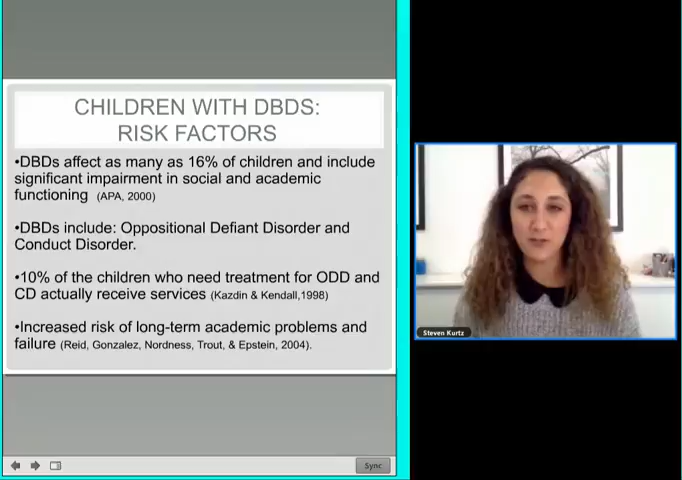 CHILDREN WITH DBDS:
RISK FACTORS
•DBDs affect as many as 16% of children and include
significant impairment in social and academic
functioning (APA, 2000)
•DBDs include: Oppositional Defiant Disorder and
Conduct Disorder.
•10% of the children who need treatment for ODD and
CD actually receive services (Kazdin & Kendall,1998)
•Increased risk of long-term academic problems and
failure (Reid, Gonzalez, Nordness, Trout, & Epstein, 2004).
Sync
Steven Kurtz